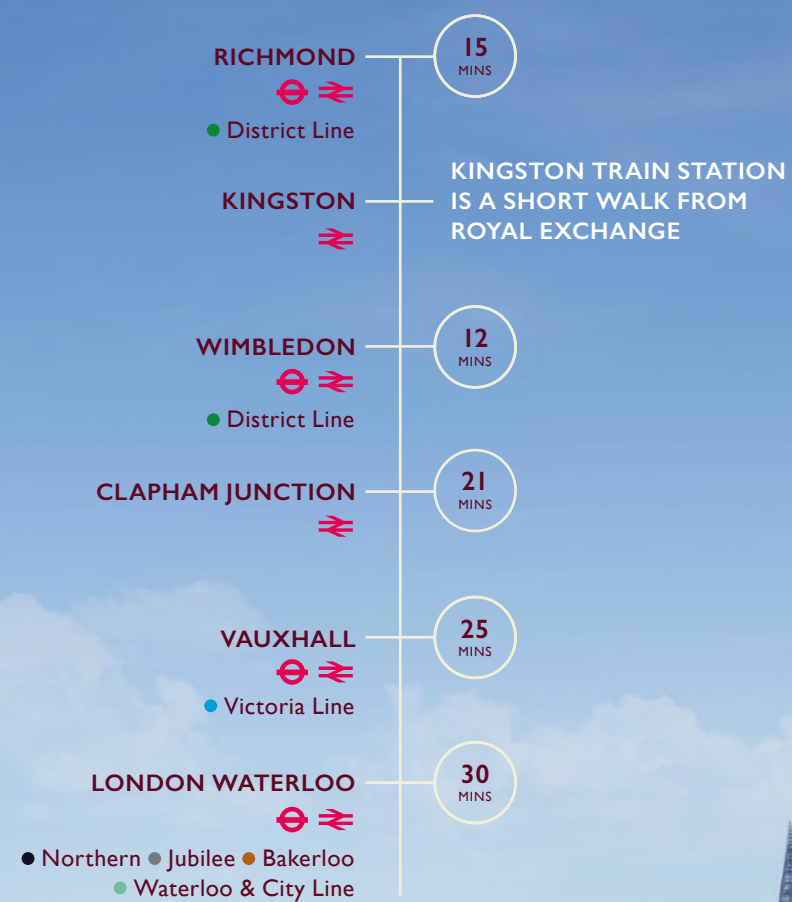 RICHMOND
15
MINS
District Line
KINGSTON
KINGSTON TRAIN STATION
IS A SHORT WALK FROM
ROYAL EXCHANGE
WIMBLEDON
12
MINS
District Line
CLAPHAM JUNCTION
21
MINS
VAUXHALL
25
MINS
Victoria Line
LONDON WATERLOO
30
MINS
Northern Jubilee Bakerloo
Waterloo & City Line